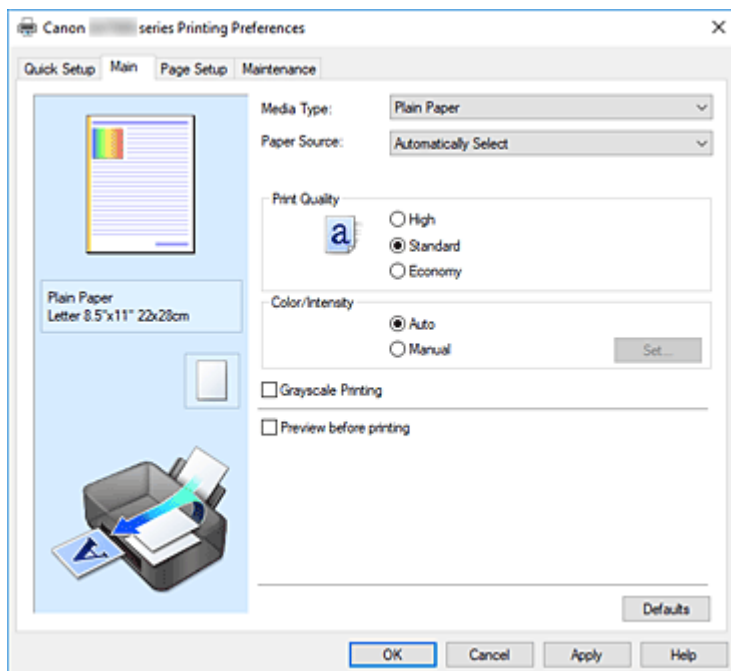 Canon series Printing Preferences
Quick Setup Main Page Setup Maintenance
Media Type: Plain Paper
Paper Source: Automatically Select
Print Quality
a
High
Standard
Economy
Plain Paper
Letter 8.5"x11" 22x28cm
Color/Intensity
Auto
Manual Set...
Grayscale Printing
Preview before printing
A
Defaults
OK Cancel Apply Help